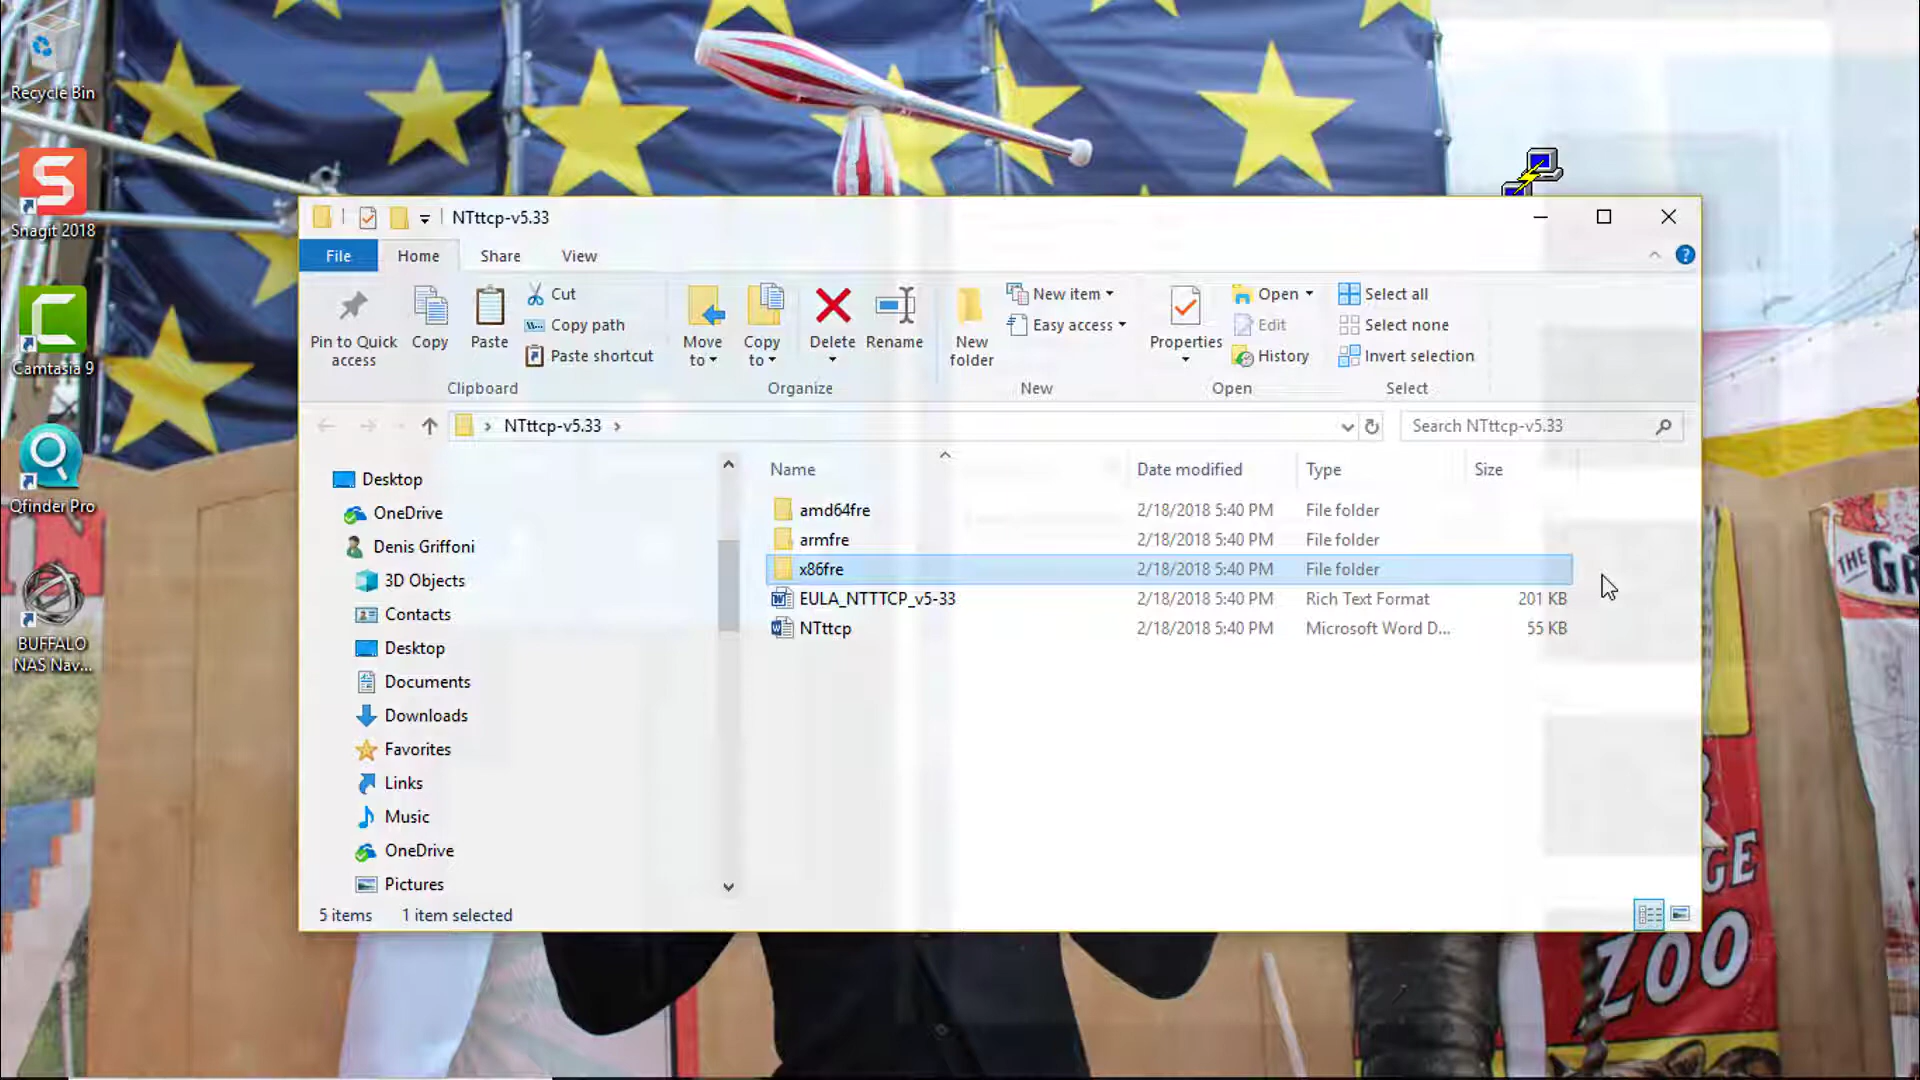 Recycle Bin
Snagit 2018
Camtasia 9
Qfinder Pro
BUFFALO
NAS Nav...
NTttcp-v5.33
File Home Share View
Pin to Quick access
Copy
Paste
Cut
Copy path
Paste shortcut
Clipboard
Move to
Copy to
Delete
Rename
Organize
New folder
New item
Easy access
New
Properties
Open
Edit
History
Open
Select all
Select none
Invert selection
Select
NTttcp-v5.33
Search NTttcp-v5.33
Desktop
OneDrive
Denis Griffoni
3D Objects
Contacts
Desktop
Documents
Downloads
Favorites
Links
Music
OneDrive
Pictures
Name Date modified Type Size
amd64fre 2/18/2018 5:40 PM File folder
armfre 2/18/2018 5:40 PM File folder
x86fre 2/18/2018 5:40 PM File folder
EULA_NTTTCP_v5-33 2/18/2018 5:40 PM Rich Text Format 201 KB
NTttcp 2/18/2018 5:40 PM Microsoft Word D... 55 KB
5 items 1 item selected
THE
ZOO